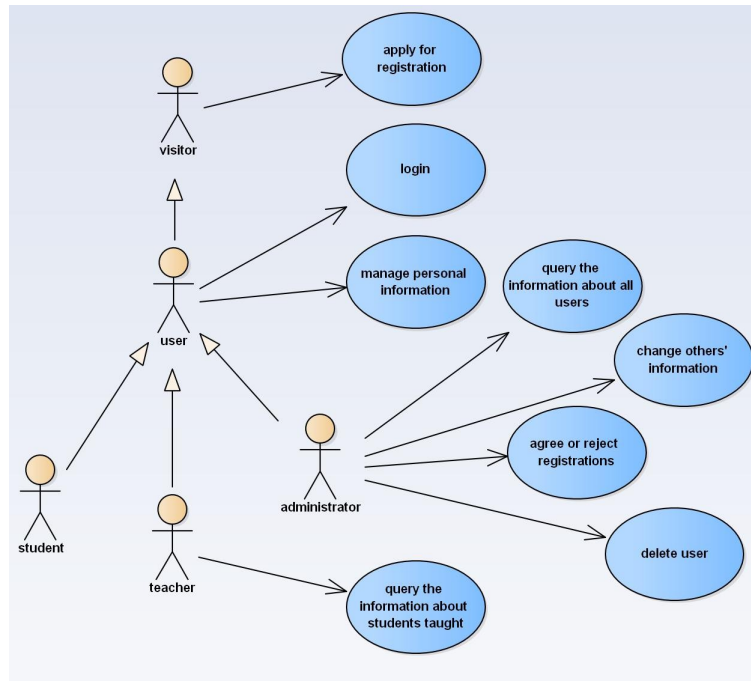 apply for
registration
visitor
login
manage personal
information
query the
information about all
users
user
change others'
information
agree or reject
registrations
administrator
student
teacher
delete user
query the
information about
students taught